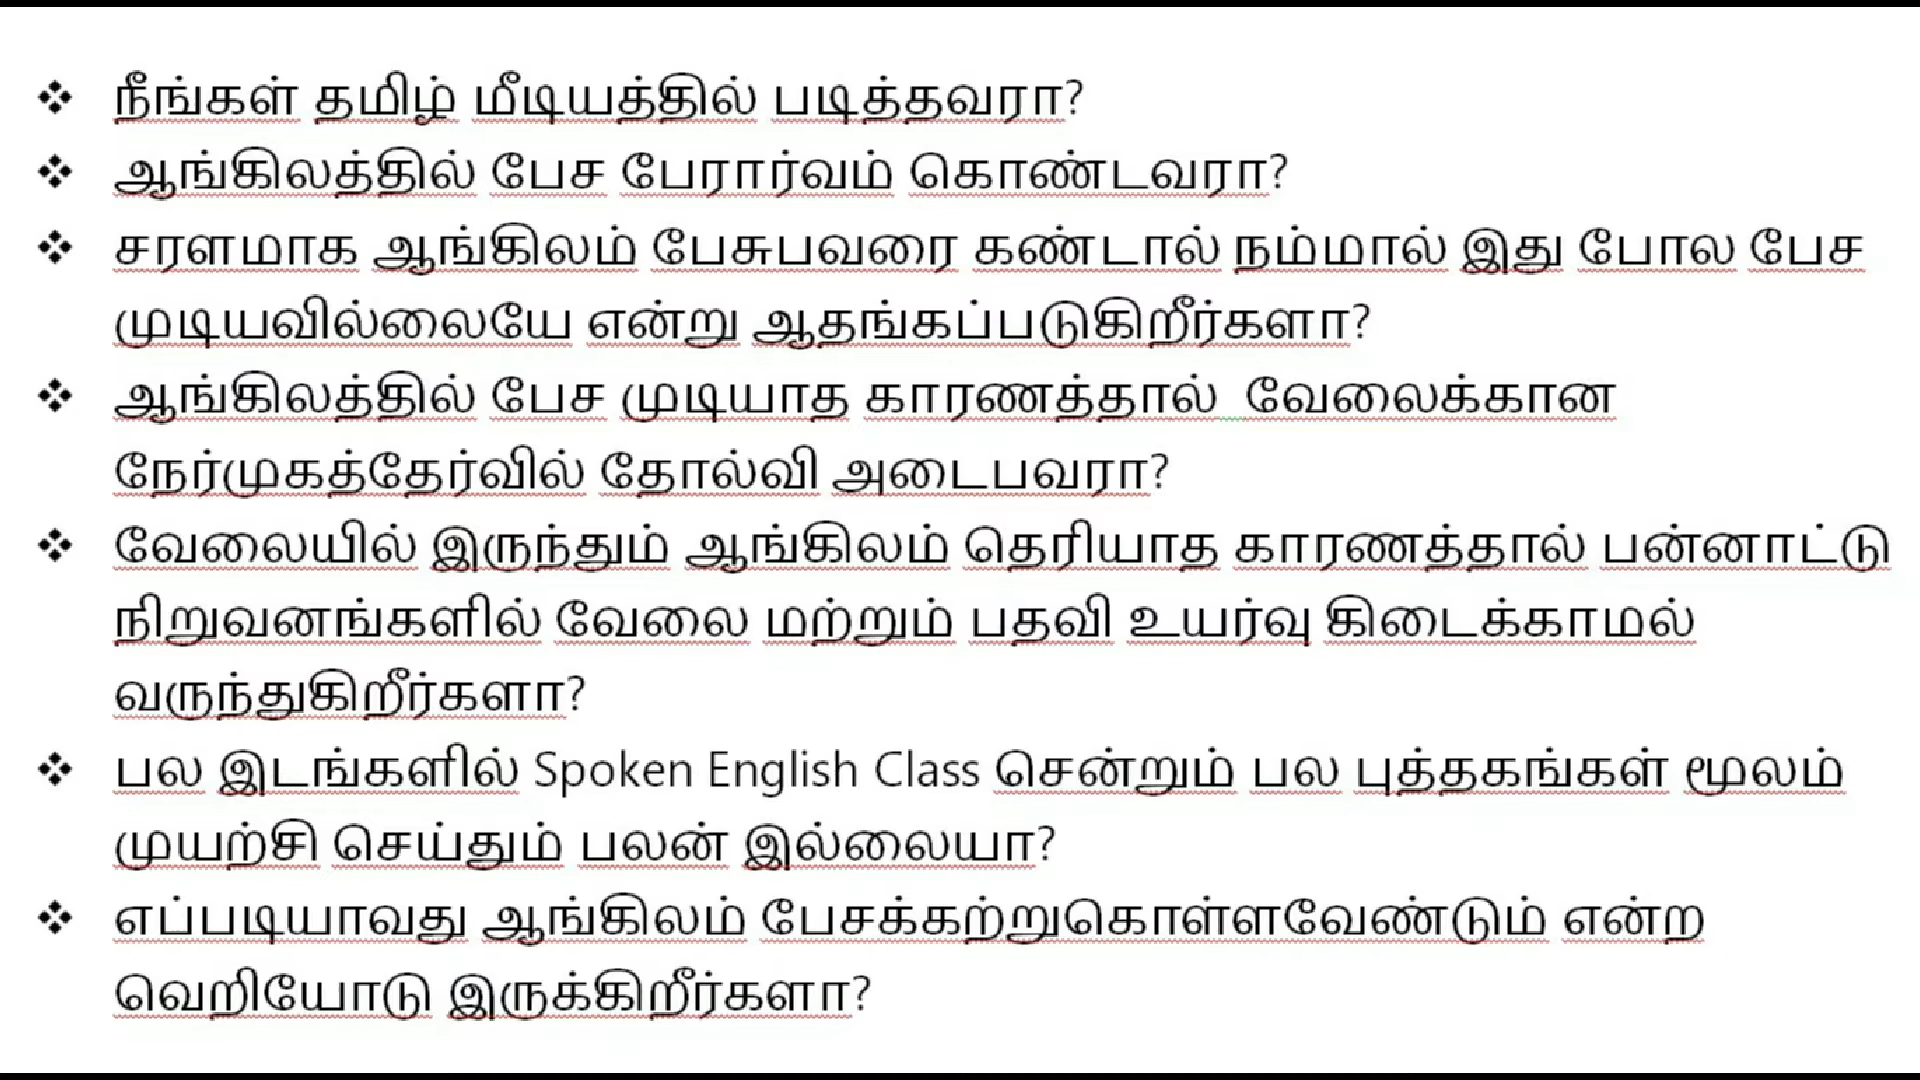 ❖ நீங்கள் தமிழ் மீடியத்தில் படித்தவரா?
❖ ஆங்கிலத்தில் பேச பேரார்வம் கொண்டவரா?
❖ சரளமாக ஆங்கிலம் பேசுபவரை கண்டால் நம்மால் இது போல பேச
முடியவில்லையே என்று ஆதங்கப்படுகிறீர்களா?
❖ ஆங்கிலத்தில் பேச முடியாத காரணத்தால் வேலைக்கான
நேர்முகத்தேர்வில் தோல்வி அடைபவரா?
❖ வேலையில் இருந்தும் ஆங்கிலம் தெரியாத காரணத்தால் பன்னாட்டு
நிறுவனங்களில் வேலை மற்றும் பதவி உயர்வு கிடைக்காமல்
வருந்துகிறீர்களா?
❖ பல இடங்களில் Spoken English Class சென்றும் பல புத்தகங்கள் மூலம்
முயற்சி செய்தும் பலன் இல்லையா?
❖ எப்படியாவது ஆங்கிலம் பேசக்கற்றுகொள்ளவேண்டும் என்ற
வெறியோடு இருக்கிறீர்களா?